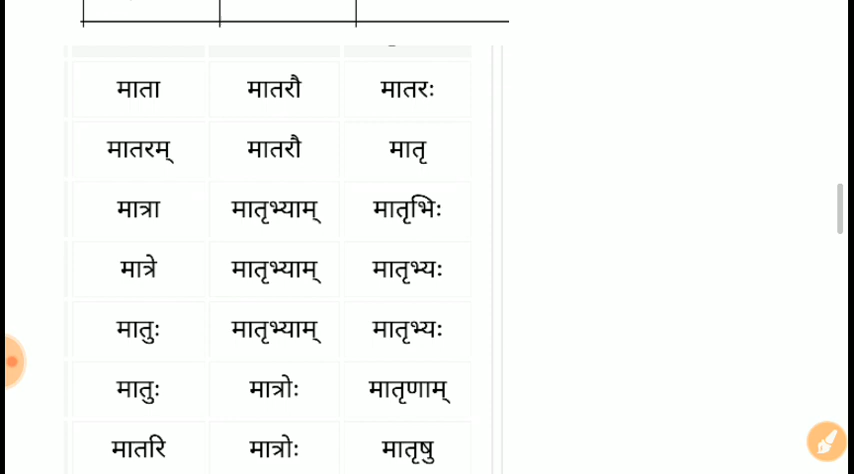 माता मातरौ मातरः
मातरम् मातरौ मातृ
मात्रा मातृभ्याम् मातृभिः
मात्रे मातृभ्याम् मातृभ्यः
मातुः मातृभ्याम् मातृभ्यः
मातुः मात्रोः मातृणाम्
मातरि मात्रोः मातृषु